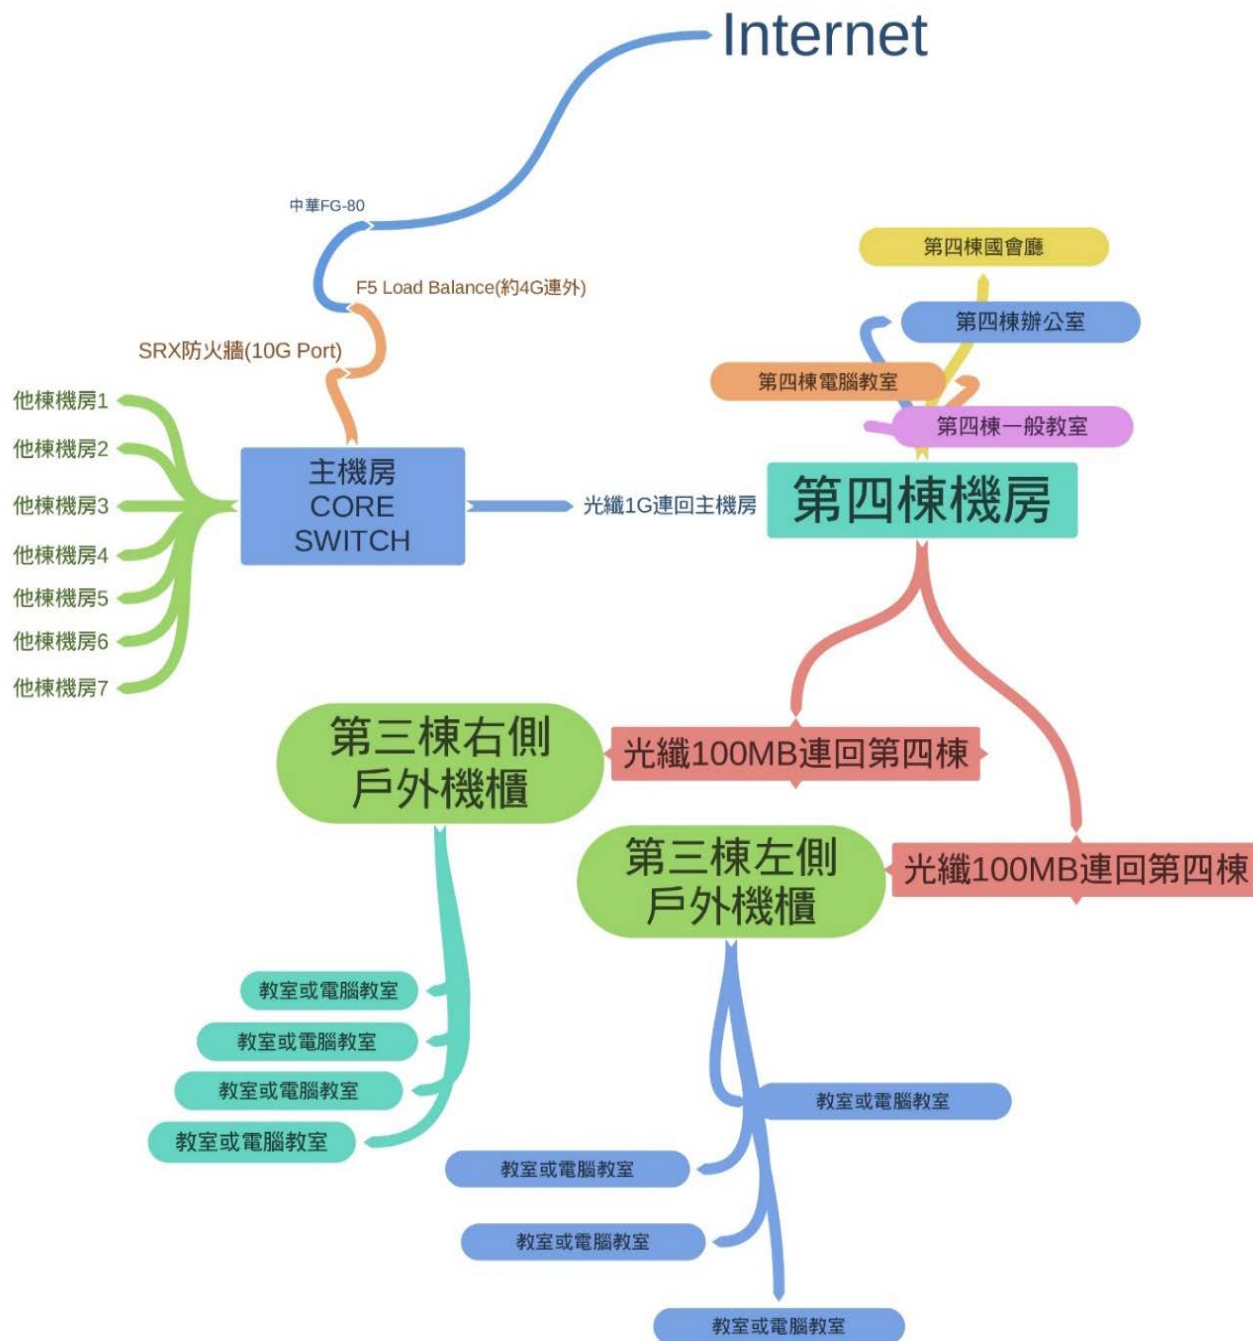 Internet
中華FG-80
第四棟國會廳
F5 Load Balance(約4G連外)
第四棟辦公室
SRX防火牆(10G Port)
第四棟電腦教室
他棟機房1
第四棟一般教室
他棟機房2
主機房
CORE
SWITCH
他棟機房3
光纖1G連回主機房
第四棟機房
他棟機房4
他棟機房5
他棟機房6
他棟機房7
第三棟右側
戶外機櫃
光纖100MB連回第四棟
第三棟左側
戶外機櫃
光纖100MB連回第四棟
教室或電腦教室
教室或電腦教室
教室或電腦教室
教室或電腦教室
教室或電腦教室
教室或電腦教室
教室或電腦教室
教室或電腦教室